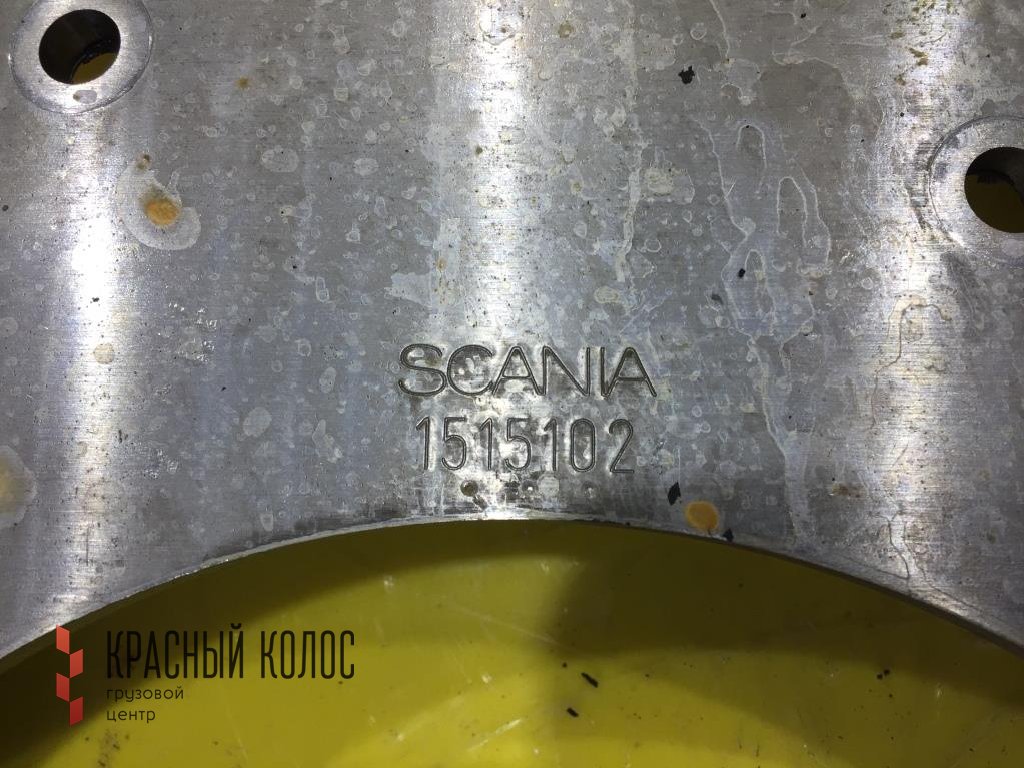 SCANIA
1515102
КРАСНЫЙ КОЛОС
грузовой
центр